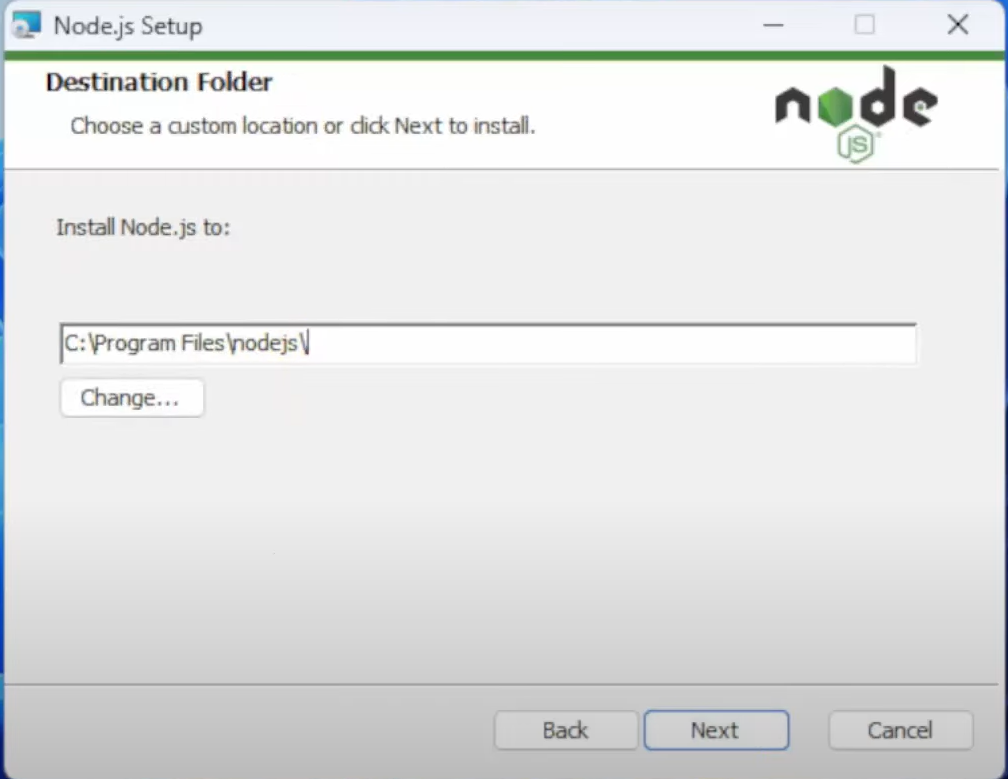 Node.js Setup
Destination Folder
Choose a custom location or click Next to install.
node
JS
Install Node.js to:
C:\Program Files\nodejs\
Change...
Back
Next
Cancel